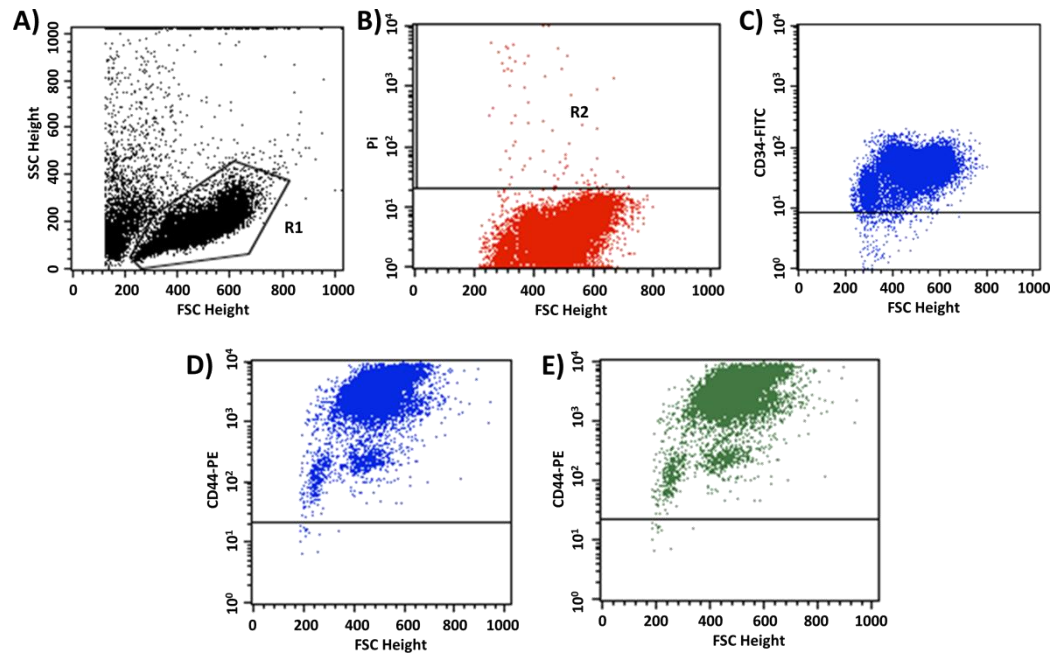 A)
SSC Height
1000
800
600
400
200
0
R1
0 200 400 600 800 1000
FSC Height
B)
Pi
10⁴
10³
10²
10¹
10⁰
R2
0 200 400 600 800 1000
FSC Height
C)
CD34-FITC
10⁴
10³
10²
10¹
10⁰
0 200 400 600 800 1000
FSC Height
D)
CD44-PE
10⁴
10³
10²
10¹
10⁰
0 200 400 600 800 1000
FSC Height
E)
CD44-PE
10⁴
10³
10²
10¹
10⁰
0 200 400 600 800 1000
FSC Height